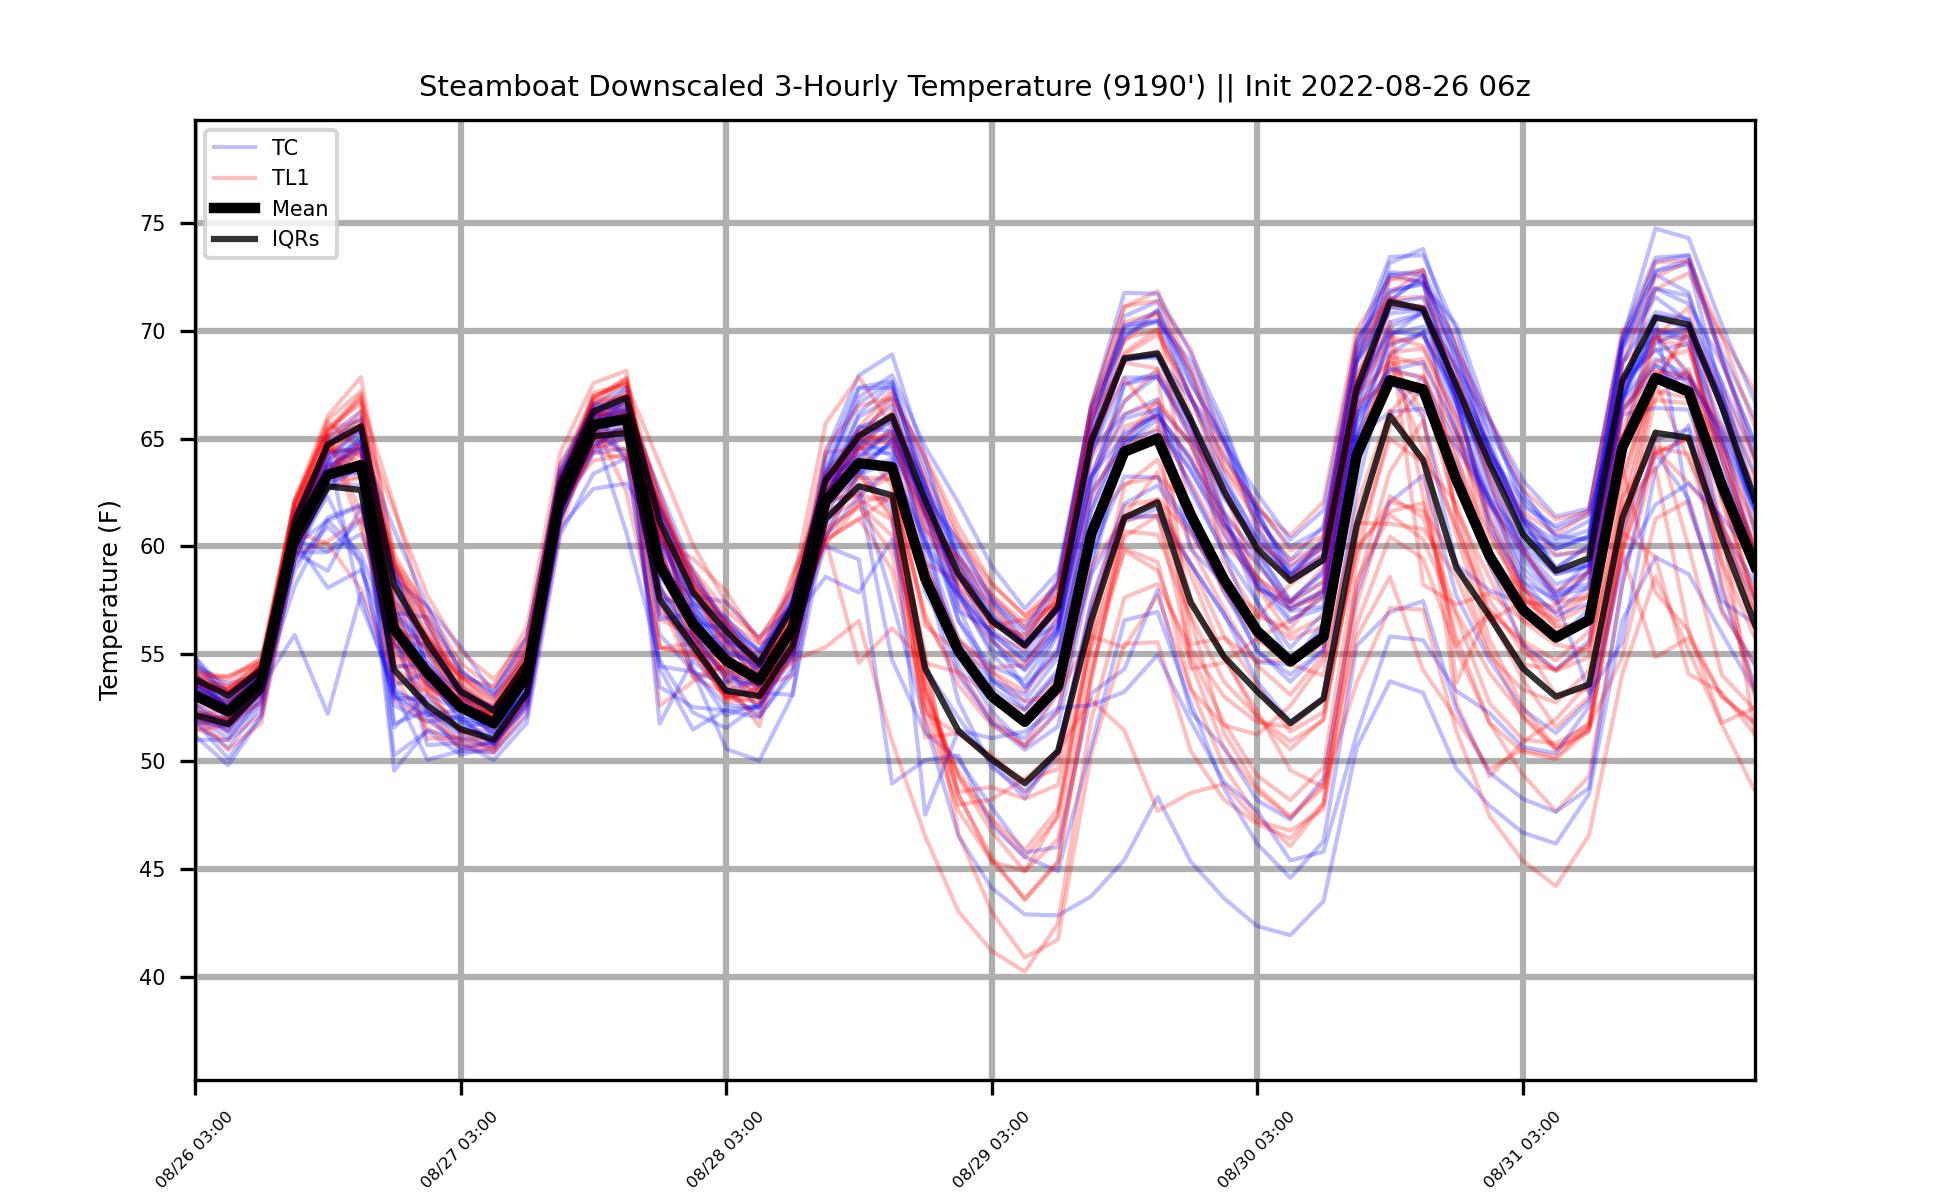 Steamboat Downscaled 3-Hourly Temperature (9190') || Init 2022-08-26 06z
TC
TL1
Mean
IQRs
Temperature (F)
75
70
65
60
55
50
45
40
08/26 03:00
08/27 03:00
08/28 03:00
08/29 03:00
08/30 03:00
08/31 03:00